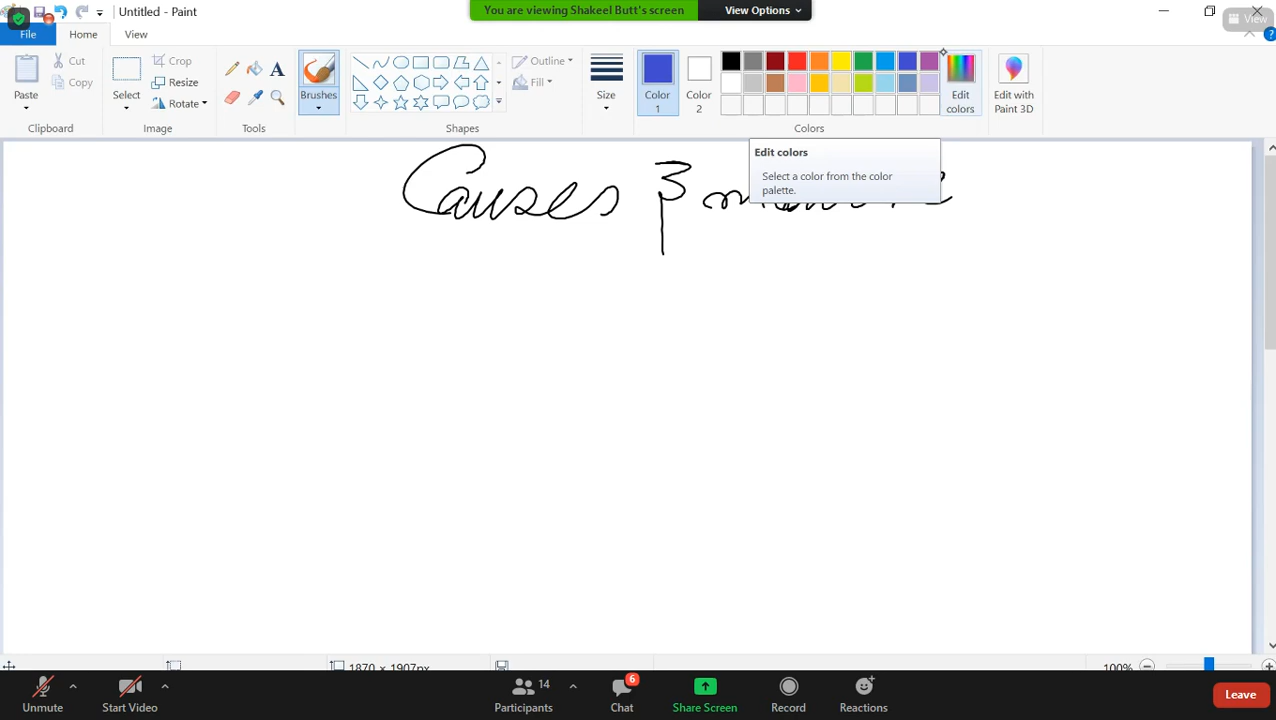 Untitled - Paint
You are viewing Shakeel Butt's screen
View Options
View
File
Home
View
Paste
Cut
Copy
Clipboard
Select
Crop
Resize
Rotate
Image
A
Tools
Brushes
Shapes
Outline
Fill
Size
Color 1
Color 2
Colors
Edit colors
Edit with Paint 3D
Edit colors
Select a color from the color
palette.
Causes
1870 × 1907px
100%
Unmute
Start Video
14
Participants
6
Chat
Share Screen
Record
Reactions
Leave